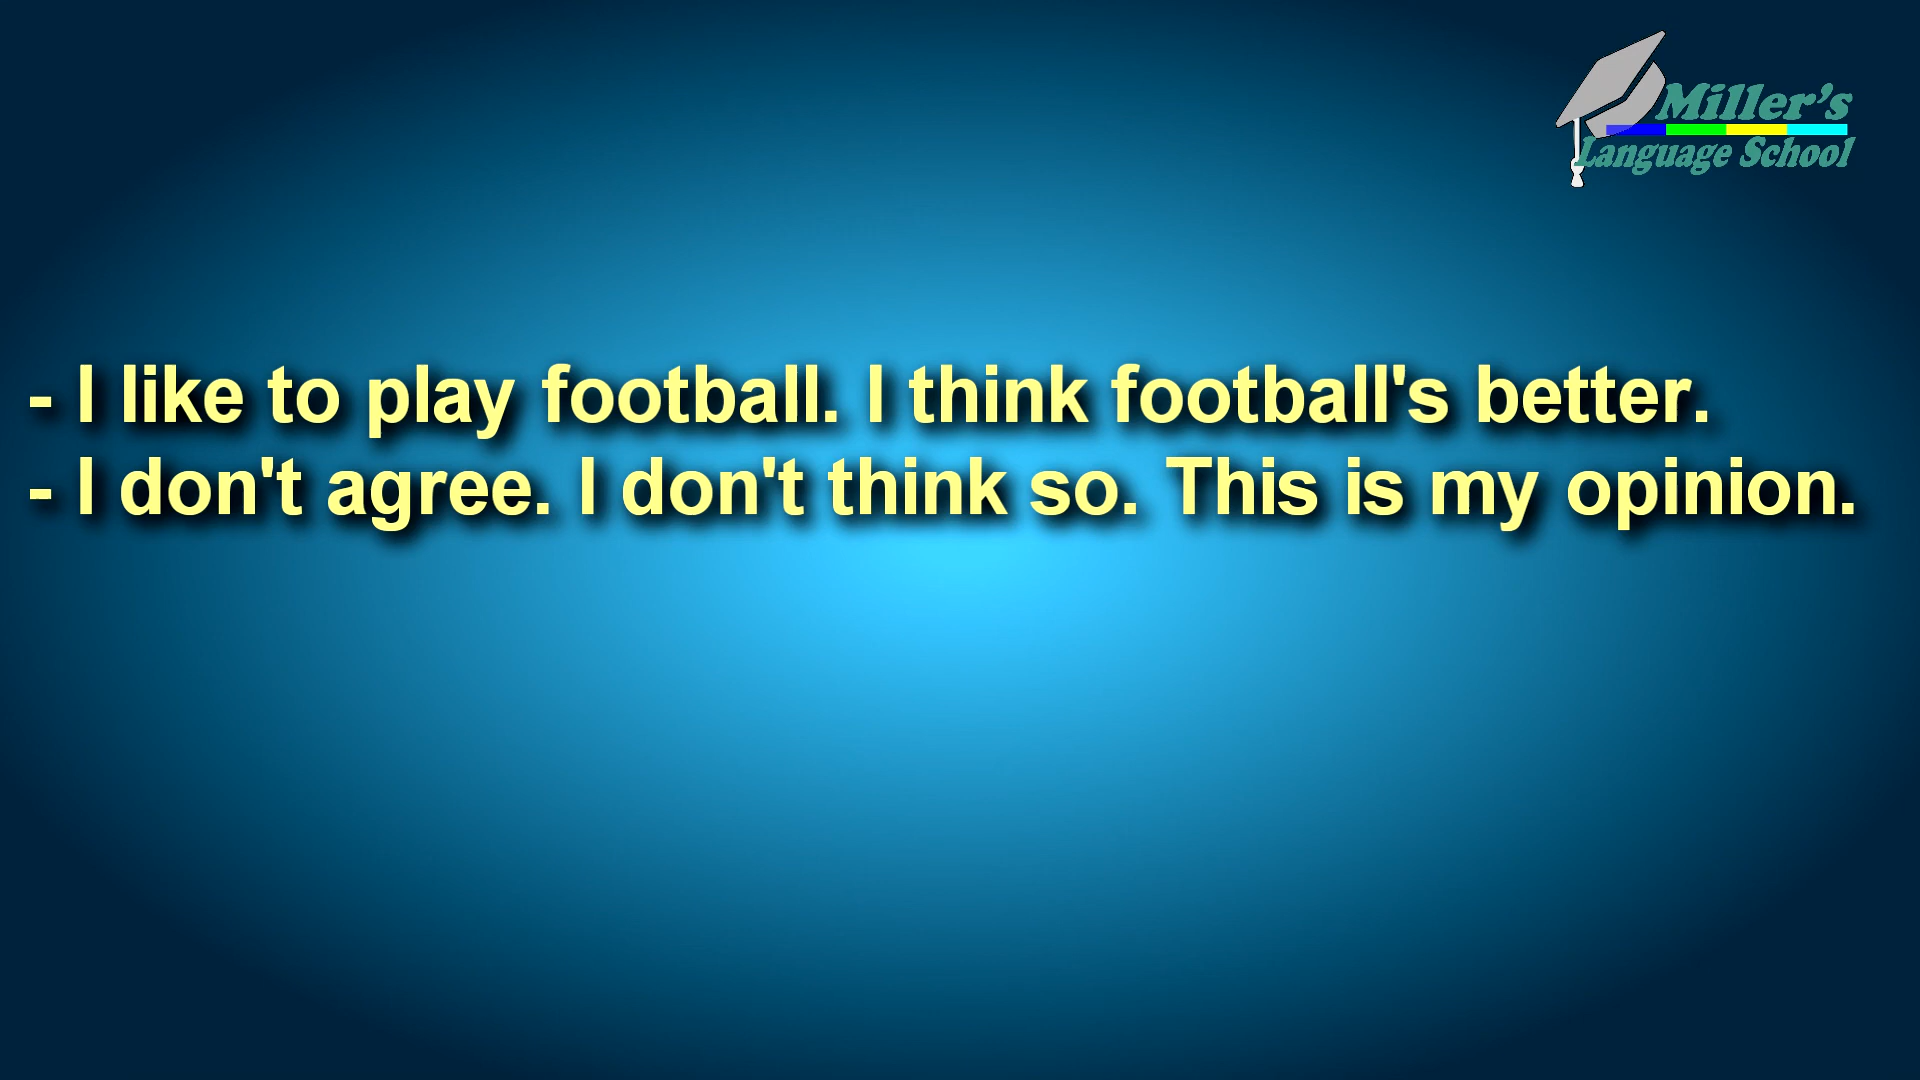 Miller's
Language School
- I like to play football. I think football's better.
- I don't agree. I don't think so. This is my opinion.